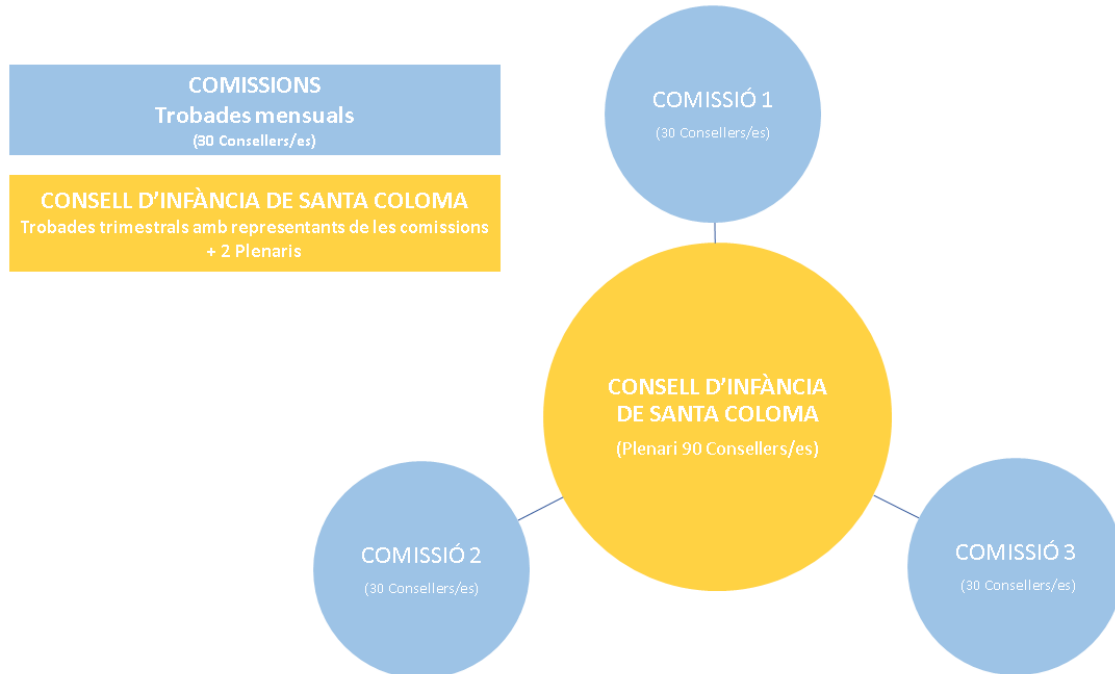 COMISSIONS
Trobades mensuals
(30 Consellers/es)
CONSELL D'INFÀNCIA DE SANTA COLOMA
Trobades trimestrals amb representants de les comissions
+ 2 Plenaris
COMISSIÓ 1
(30 Consellers/es)
CONSELL D'INFÀNCIA
DE SANTA COLOMA
(Plenari 90 Consellers/es)
COMISSIÓ 2
(30 Consellers/es)
COMISSIÓ 3
(30 Consellers/es)